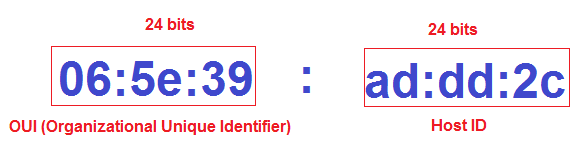 24 bits 24 bits
06:5e:39 : ad:dd:2c
OUI (Organizational Unique Identifier) Host ID